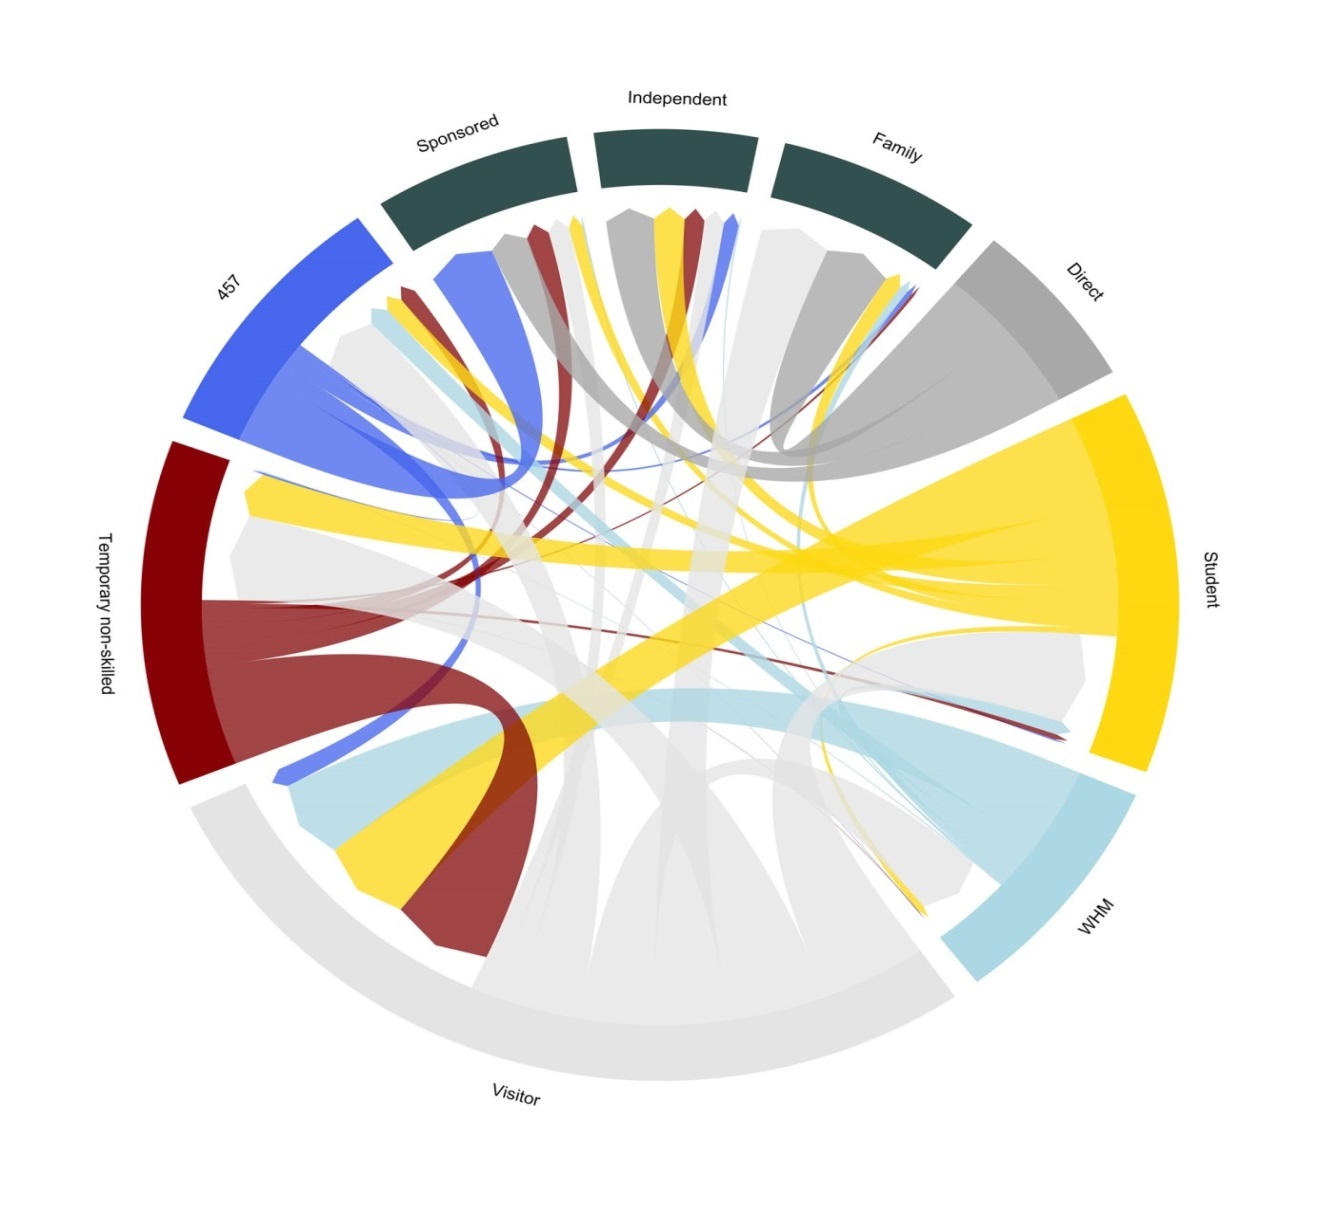 Independent
Sponsored
Family
457
Direct
Temporary non-skilled
Student
WHM
Visitor